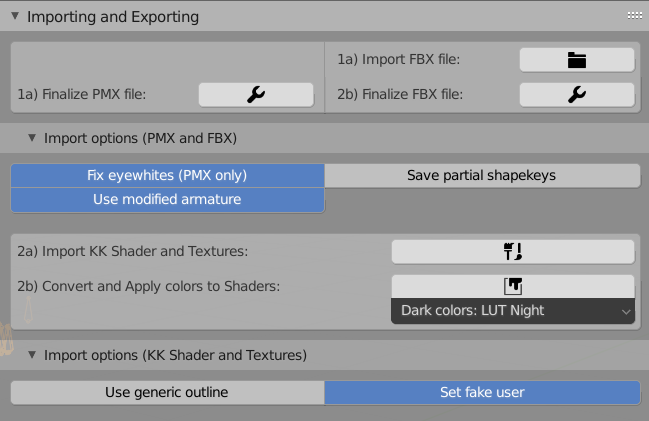 Importing and Exporting
1a) Import FBX file:
1a) Finalize PMX file:
2b) Finalize FBX file:
Import options (PMX and FBX)
Fix eyewhites (PMX only)
Save partial shapekeys
Use modified armature
2a) Import KK Shader and Textures:
2b) Convert and Apply colors to Shaders:
Dark colors: LUT Night
Import options (KK Shader and Textures)
Use generic outline
Set fake user